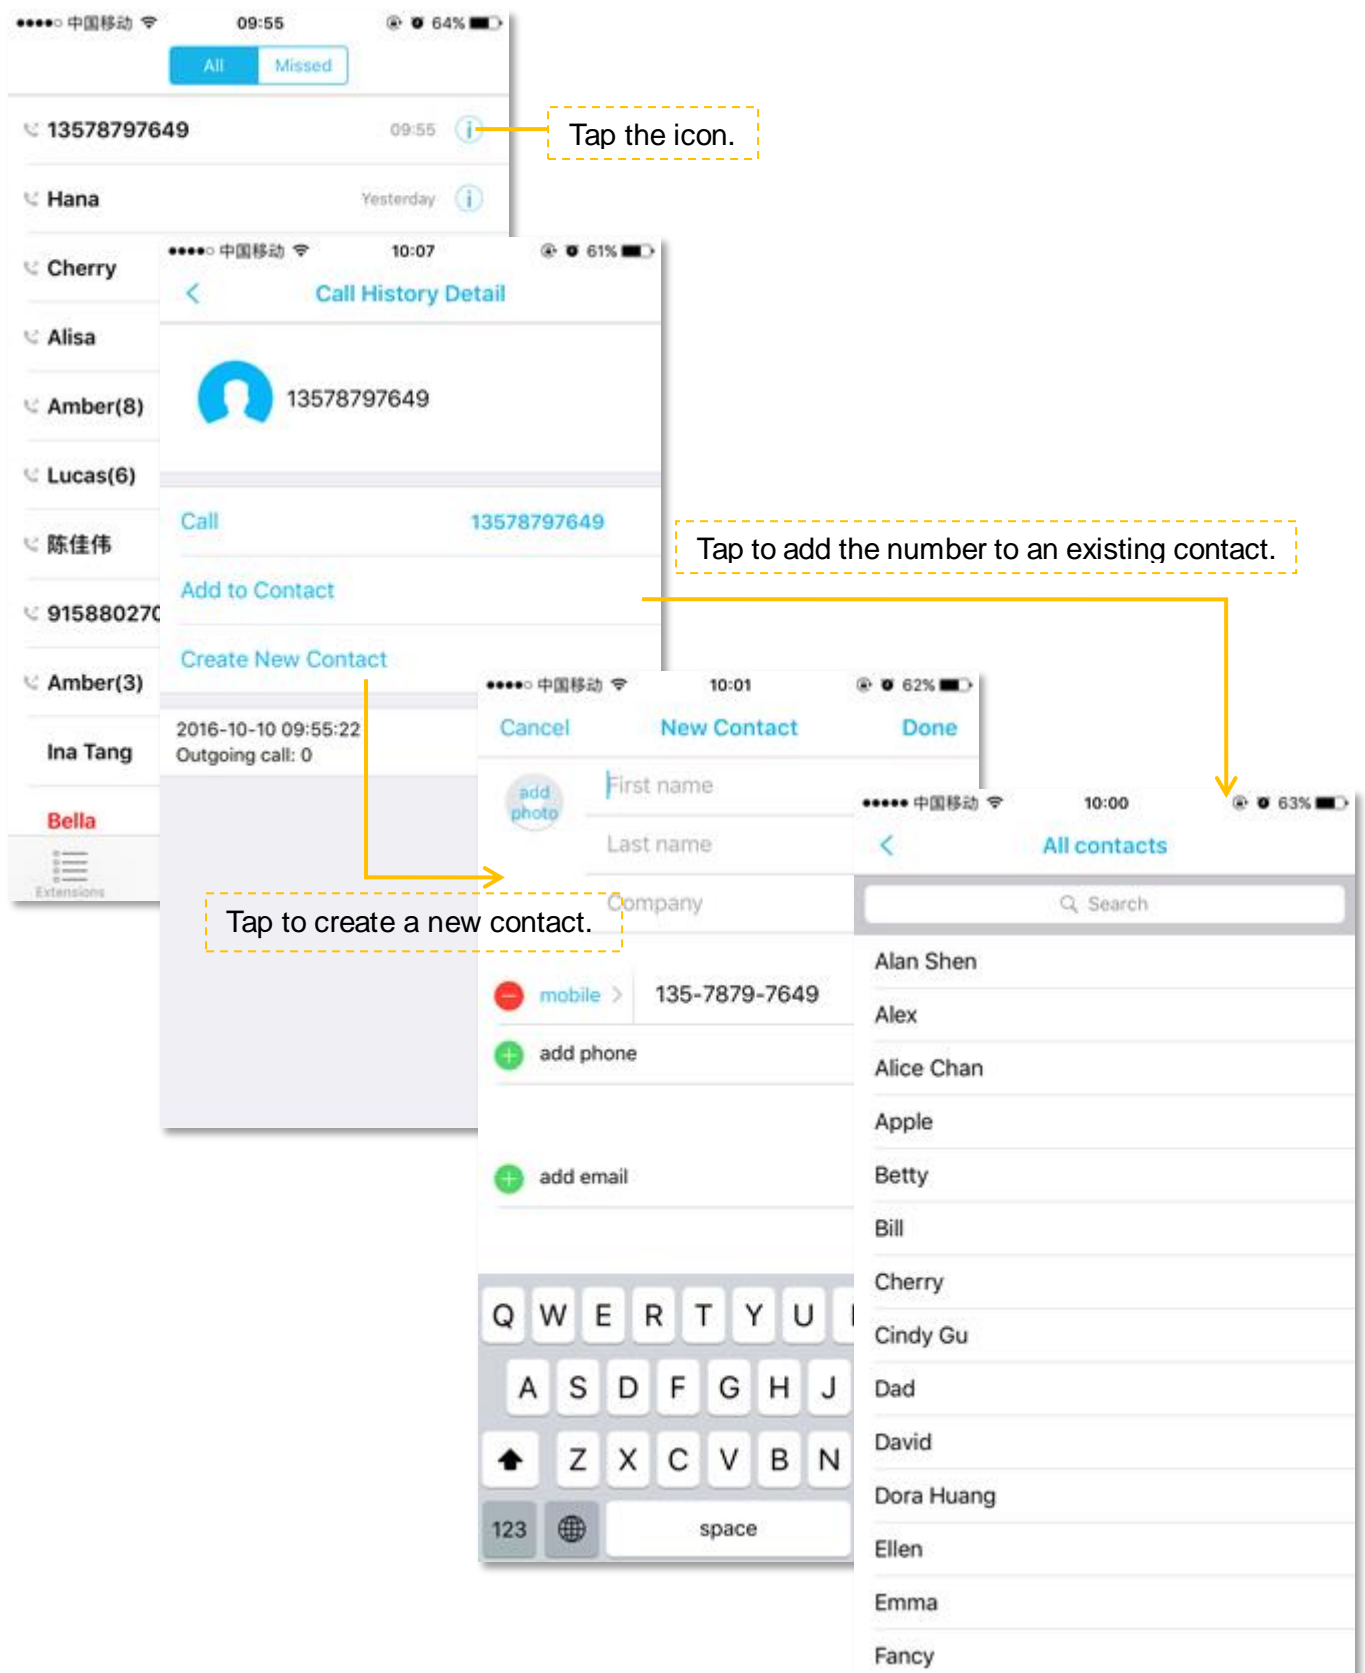 中国移动 09:55 64%
All Missed
13578797649 09:55
Tap the icon.
Hana Yesterday
Cherry
Alisa
Amber(8)
Lucas(6)
陈佳伟
915880270
Amber(3)
Ina Tang
Bella
Extensions
中国移动 10:07 61%
Call History Detail
13578797649
Call 13578797649
Add to Contact
Create New Contact
2016-10-10 09:55:22
Outgoing call: 0
Tap to add the number to an existing contact.
Tap to create a new contact.
中国移动 10:01 62%
Cancel New Contact Done
add
photo
First name
Last name
Company
mobile 135-7879-7649
add phone
add email
Q W E R T Y U I
A S D F G H J
Z X C V B N
123 space
中国移动 10:00 63%
All contacts
Search
Alan Shen
Alex
Alice Chan
Apple
Betty
Bill
Cherry
Cindy Gu
Dad
David
Dora Huang
Ellen
Emma
Fancy